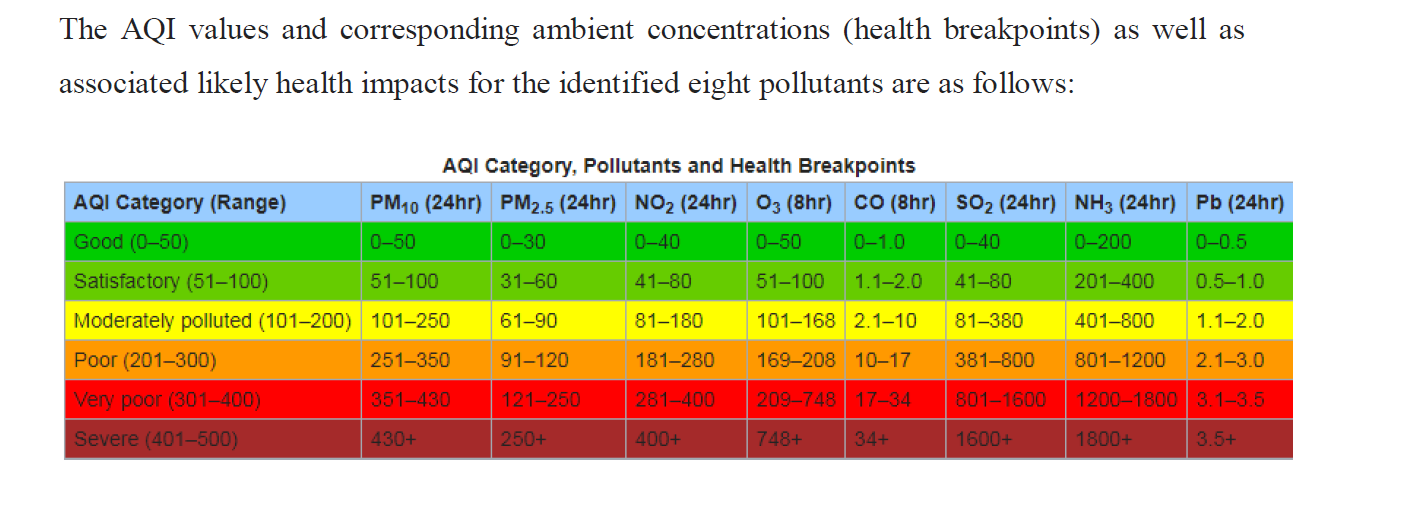 The AQI values and corresponding ambient concentrations (health breakpoints) as well as
associated likely health impacts for the identified eight pollutants are as follows:
AQI Category, Pollutants and Health Breakpoints
AQI Category (Range) PM10 (24hr) PM2.5 (24hr) NO2 (24hr) O3 (8hr) CO (8hr) SO2 (24hr) NH3 (24hr) Pb (24hr)
Good (0–50) 0–50 0–30 0–40 0–50 0–1.0 0–40 0–200 0–0.5
Satisfactory (51–100) 51–100 31–60 41–80 51–100 1.1–2.0 41–80 201–400 0.5–1.0
Moderately polluted (101–200) 101–250 61–90 81–180 101–168 2.1–10 81–380 401–800 1.1–2.0
Poor (201–300) 251–350 91–120 181–280 169–208 10–17 381–800 801–1200 2.1–3.0
Very poor (301–400) 351–430 121–250 281–400 209–748 17–34 801–1600 1200–1800 3.1–3.5
Severe (401–500) 430+ 250+ 400+ 748+ 34+ 1600+ 1800+ 3.5+